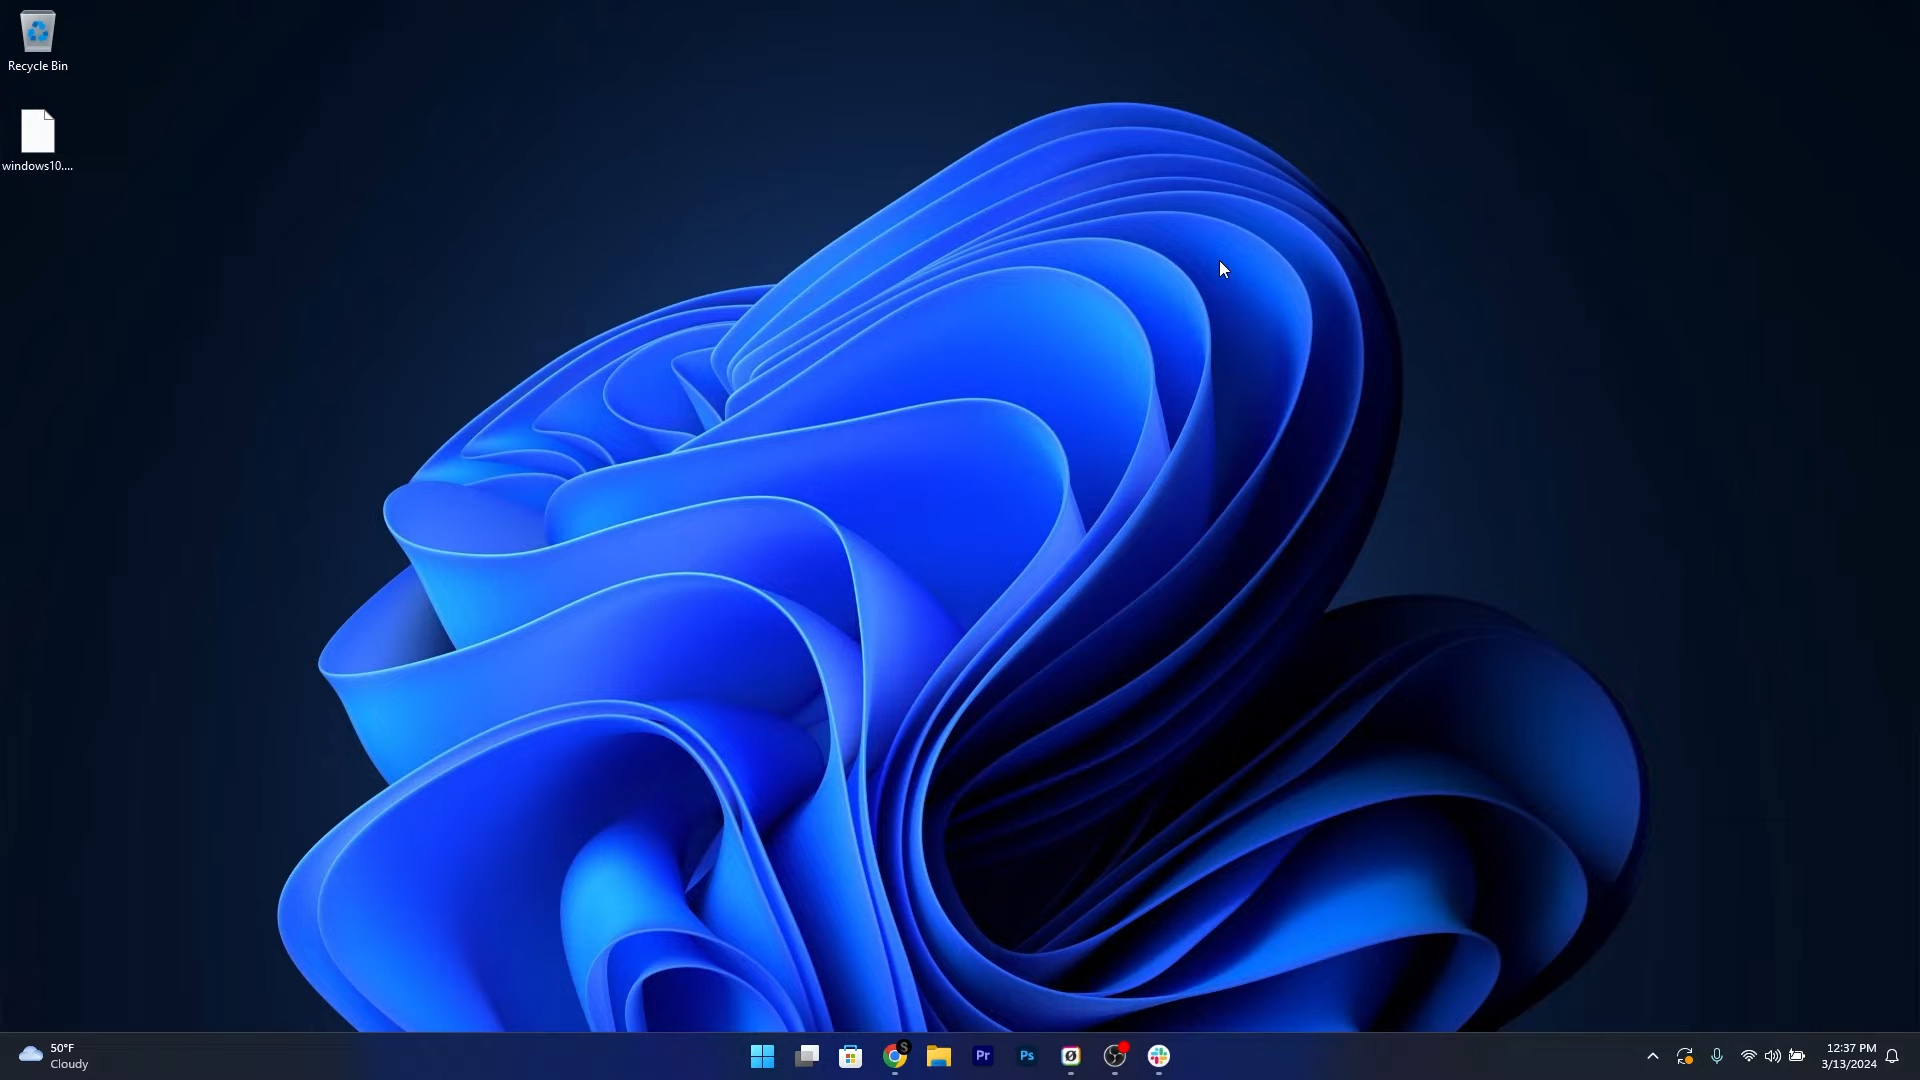 Recycle Bin
windows10....
50°F
Cloudy
S
Pr
Ps
12:37 PM
3/13/2024